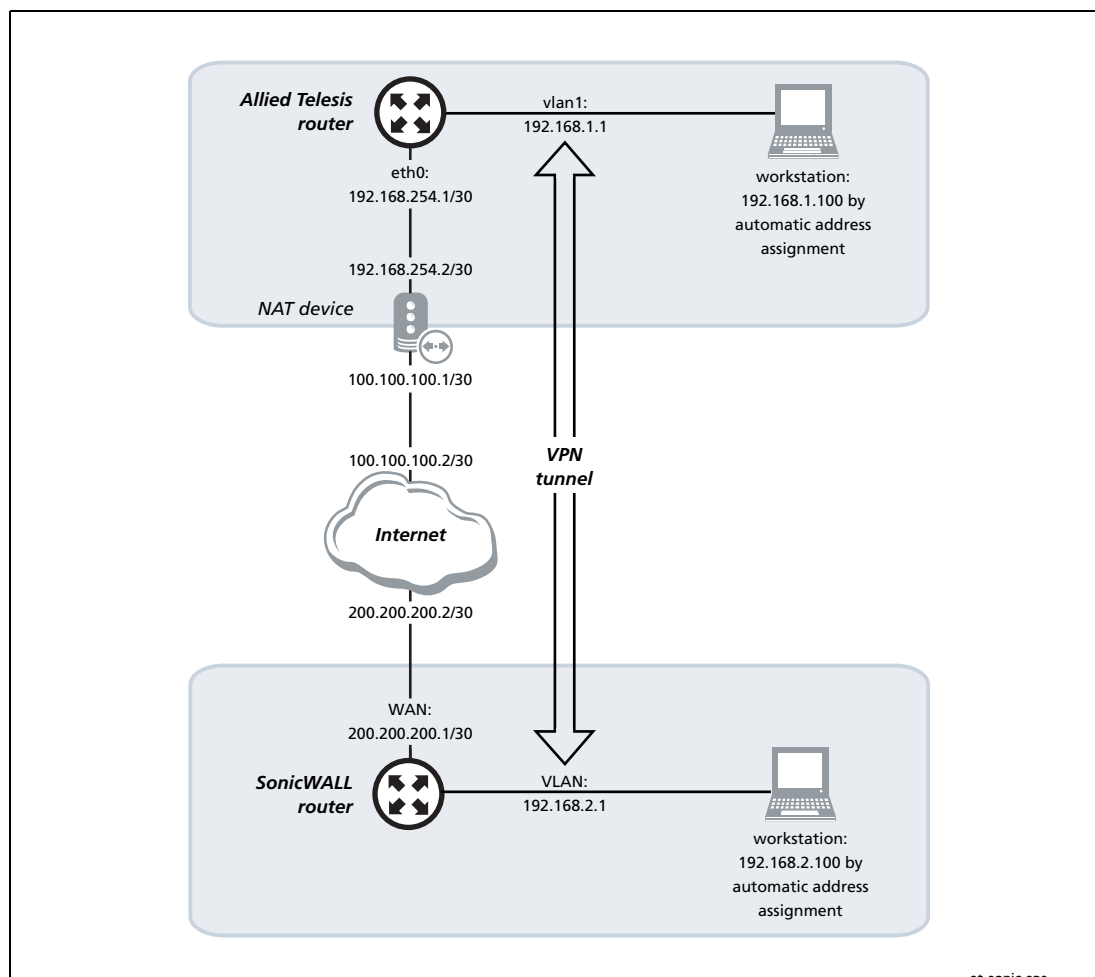 Allied Telesis
router
vlan1:
192.168.1.1
eth0:
192.168.254.1/30
workstation:
192.168.1.100 by
automatic address
assignment
192.168.254.2/30
NAT device
100.100.100.1/30
100.100.100.2/30
VPN
tunnel
Internet
200.200.200.2/30
WAN:
200.200.200.1/30
SonicWALL
router
VLAN:
192.168.2.1
workstation:
192.168.2.100 by
automatic address
assignment